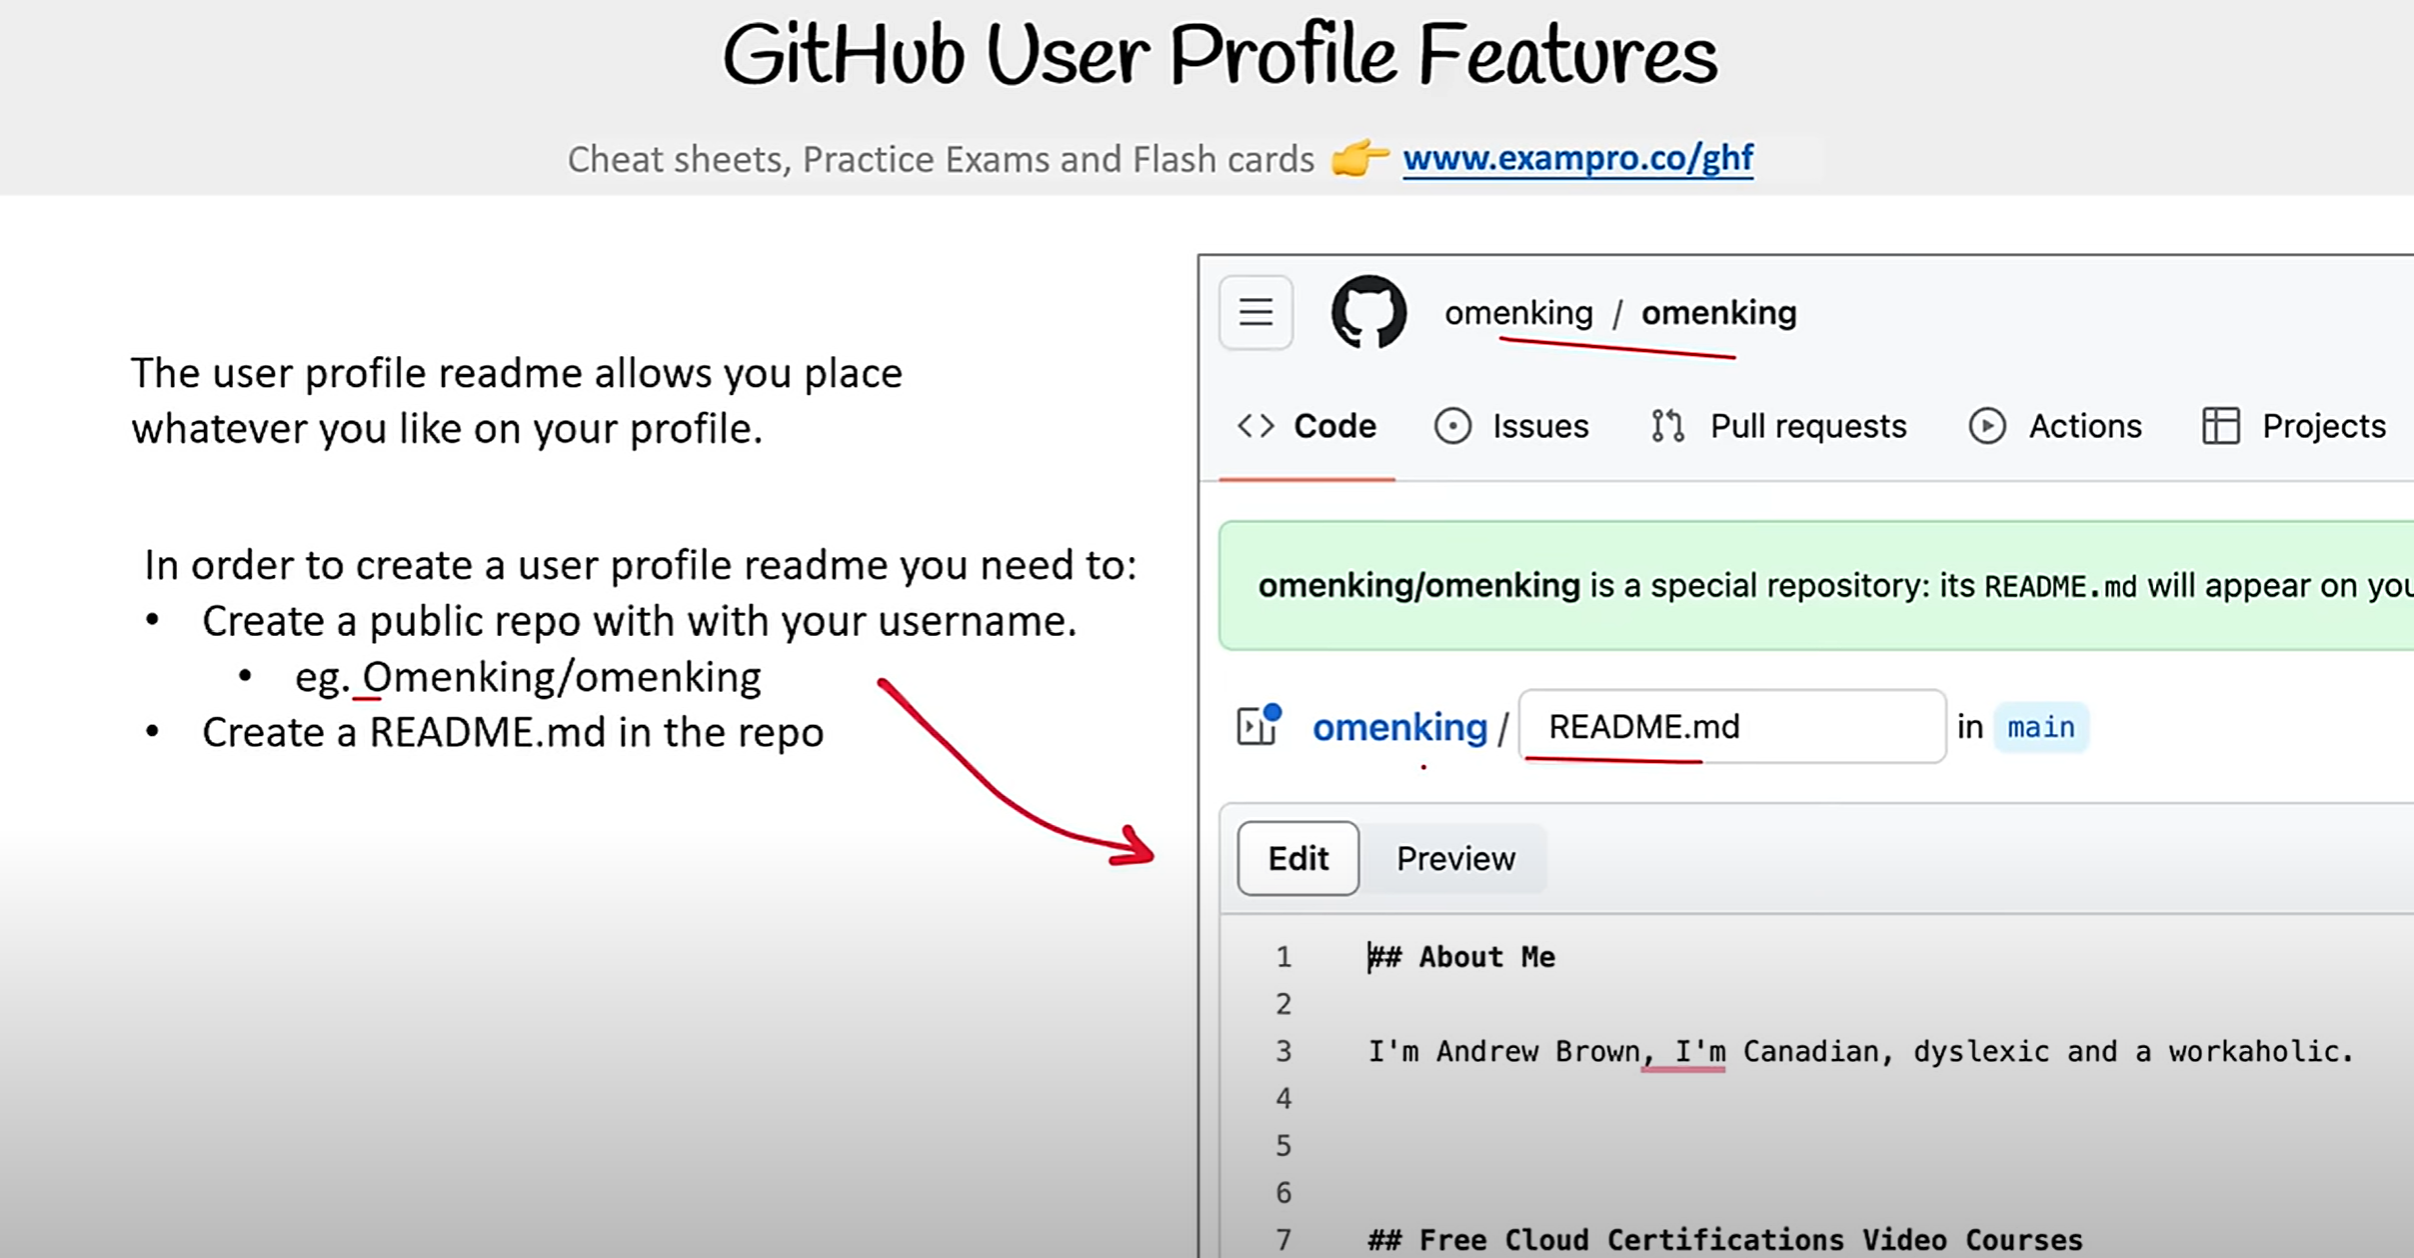 GitHub User Profile Features
Cheat sheets, Practice Exams and Flash cards 👉 www.exampro.co/ghf
The user profile readme allows you place
whatever you like on your profile.
In order to create a user profile readme you need to:
• Create a public repo with with your username.
• eg. Omenking/omenking
• Create a README.md in the repo
omenking / omenking
<> Code Issues Pull requests Actions Projects
omenking/omenking is a special repository: its README.md will appear on
omenking / README.md in main
Edit Preview
1 ## About Me
2
3 I'm Andrew Brown, I'm Canadian, dyslexic and a workaholic.
4
5
6
7 ## Free Cloud Certifications Video Courses